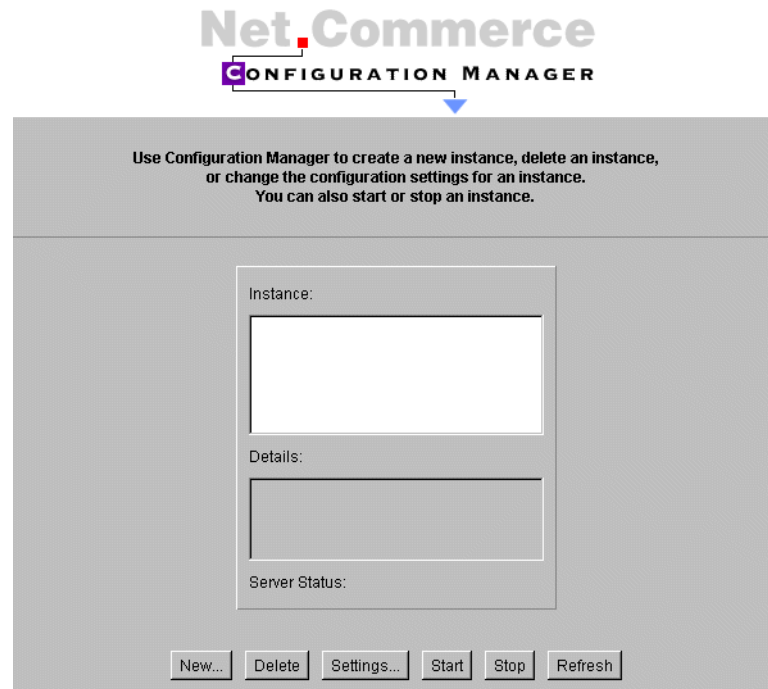 Net.Commerce
CONFIGURATION MANAGER
Use Configuration Manager to create a new instance, delete an instance,
or change the configuration settings for an instance.
You can also start or stop an instance.
Instance:
Details:
Server Status:
New... Delete Settings... Start Stop Refresh